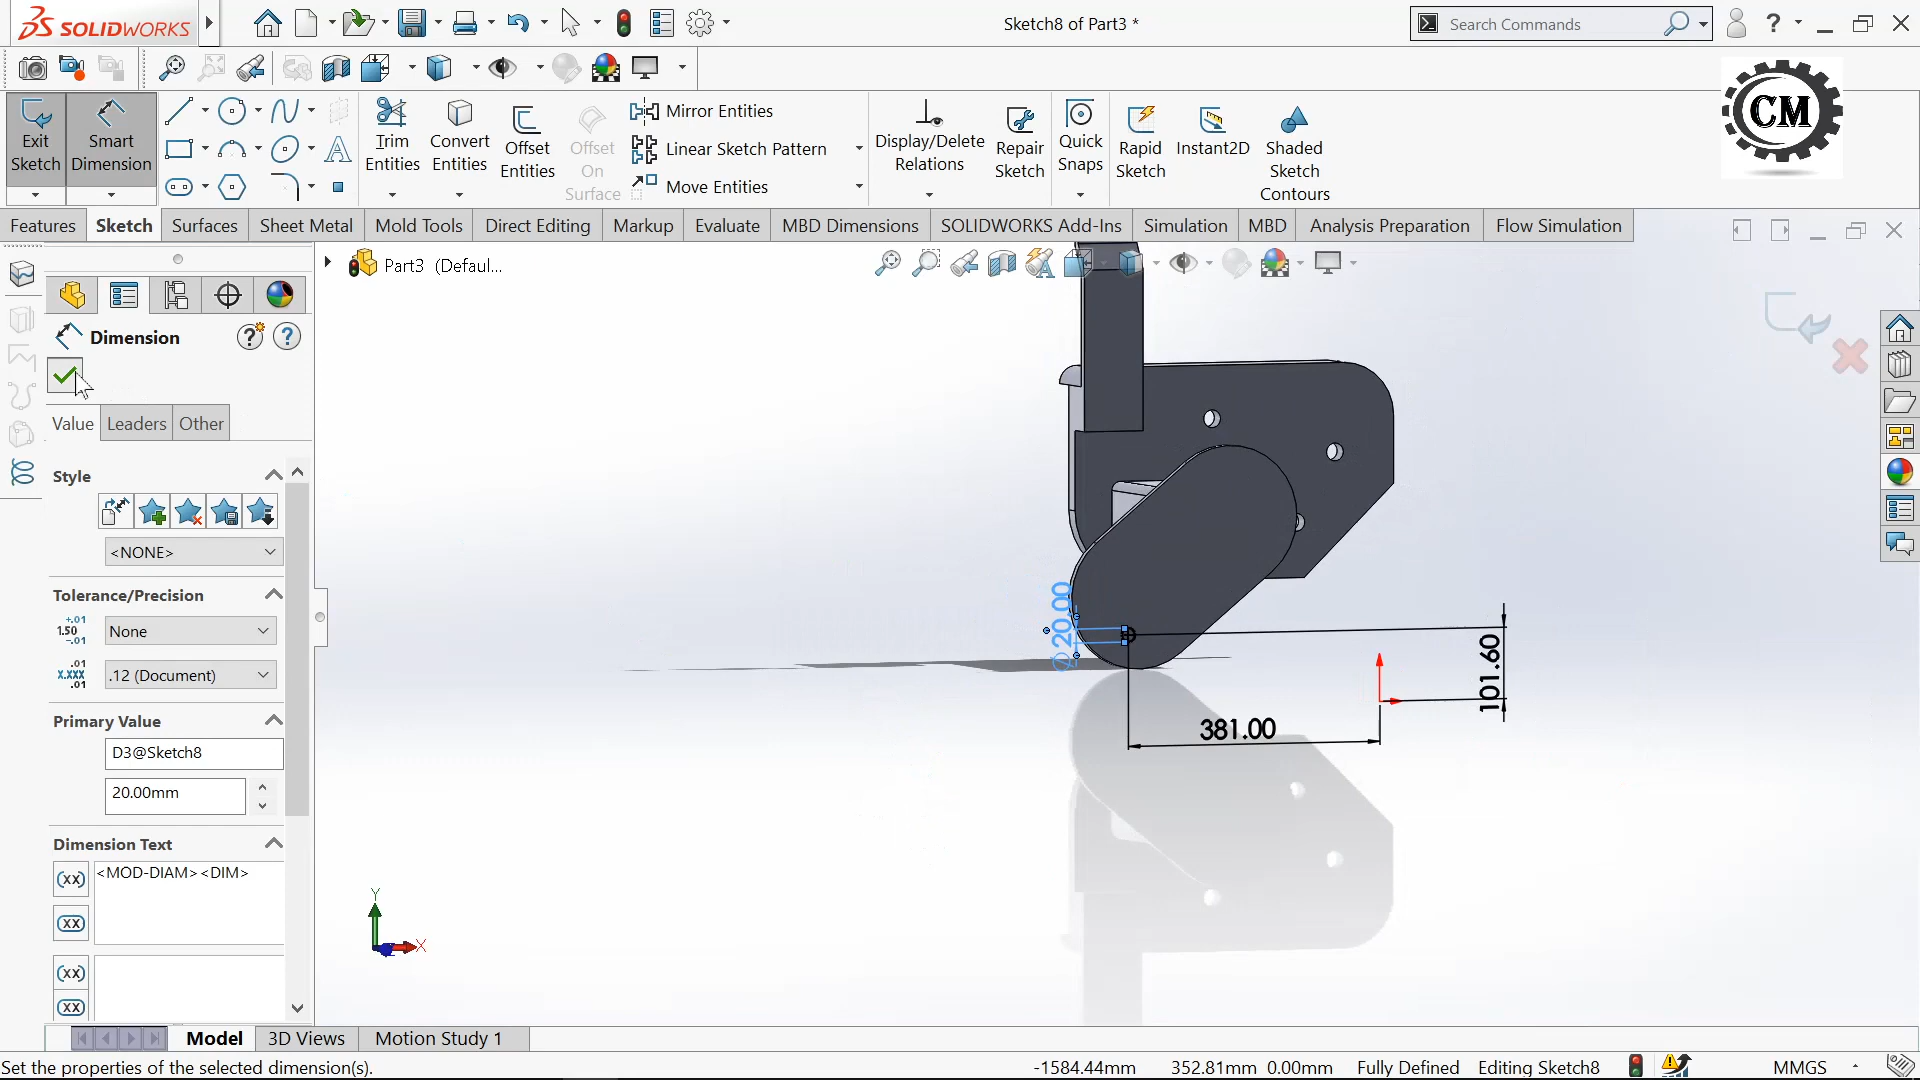 SOLIDWORKS
Sketch8 of Part3 *
Search Commands
?
Exit Sketch
Smart Dimension
Trim Entities
Convert Entities
Offset Entities
Offset On Surface
Mirror Entities
Linear Sketch Pattern
Move Entities
Display/Delete Relations
Repair Sketch
Quick Snaps
Rapid Sketch
Instant2D
Shaded Sketch Contours
CM
Features
Sketch
Surfaces
Sheet Metal
Mold Tools
Direct Editing
Markup
Evaluate
MBD Dimensions
SOLIDWORKS Add-Ins
Simulation
MBD
Analysis Preparation
Flow Simulation
Part3 (Defaul...
Dimension
Value
Leaders
Other
Style
<NONE>
Tolerance/Precision
None
.12 (Document)
Primary Value
D3@Sketch8
20.00mm
Dimension Text
(xx)
<MOD-DIAM><DIM>
(xx)
(xx)
(xx)
∅20.00
381.00
101.60
Y
X
Model
3D Views
Motion Study 1
Set the properties of the selected dimension(s).
-1584.44mm
352.81mm
0.00mm
Fully Defined
Editing Sketch8
MMGS